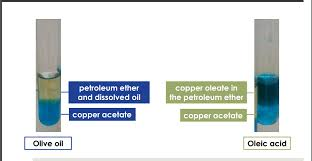 petroleum ether
and dissolved oil
copper acetate
Olive oil
copper oleate in
the petroleum ether
copper acetate
Oleic acid